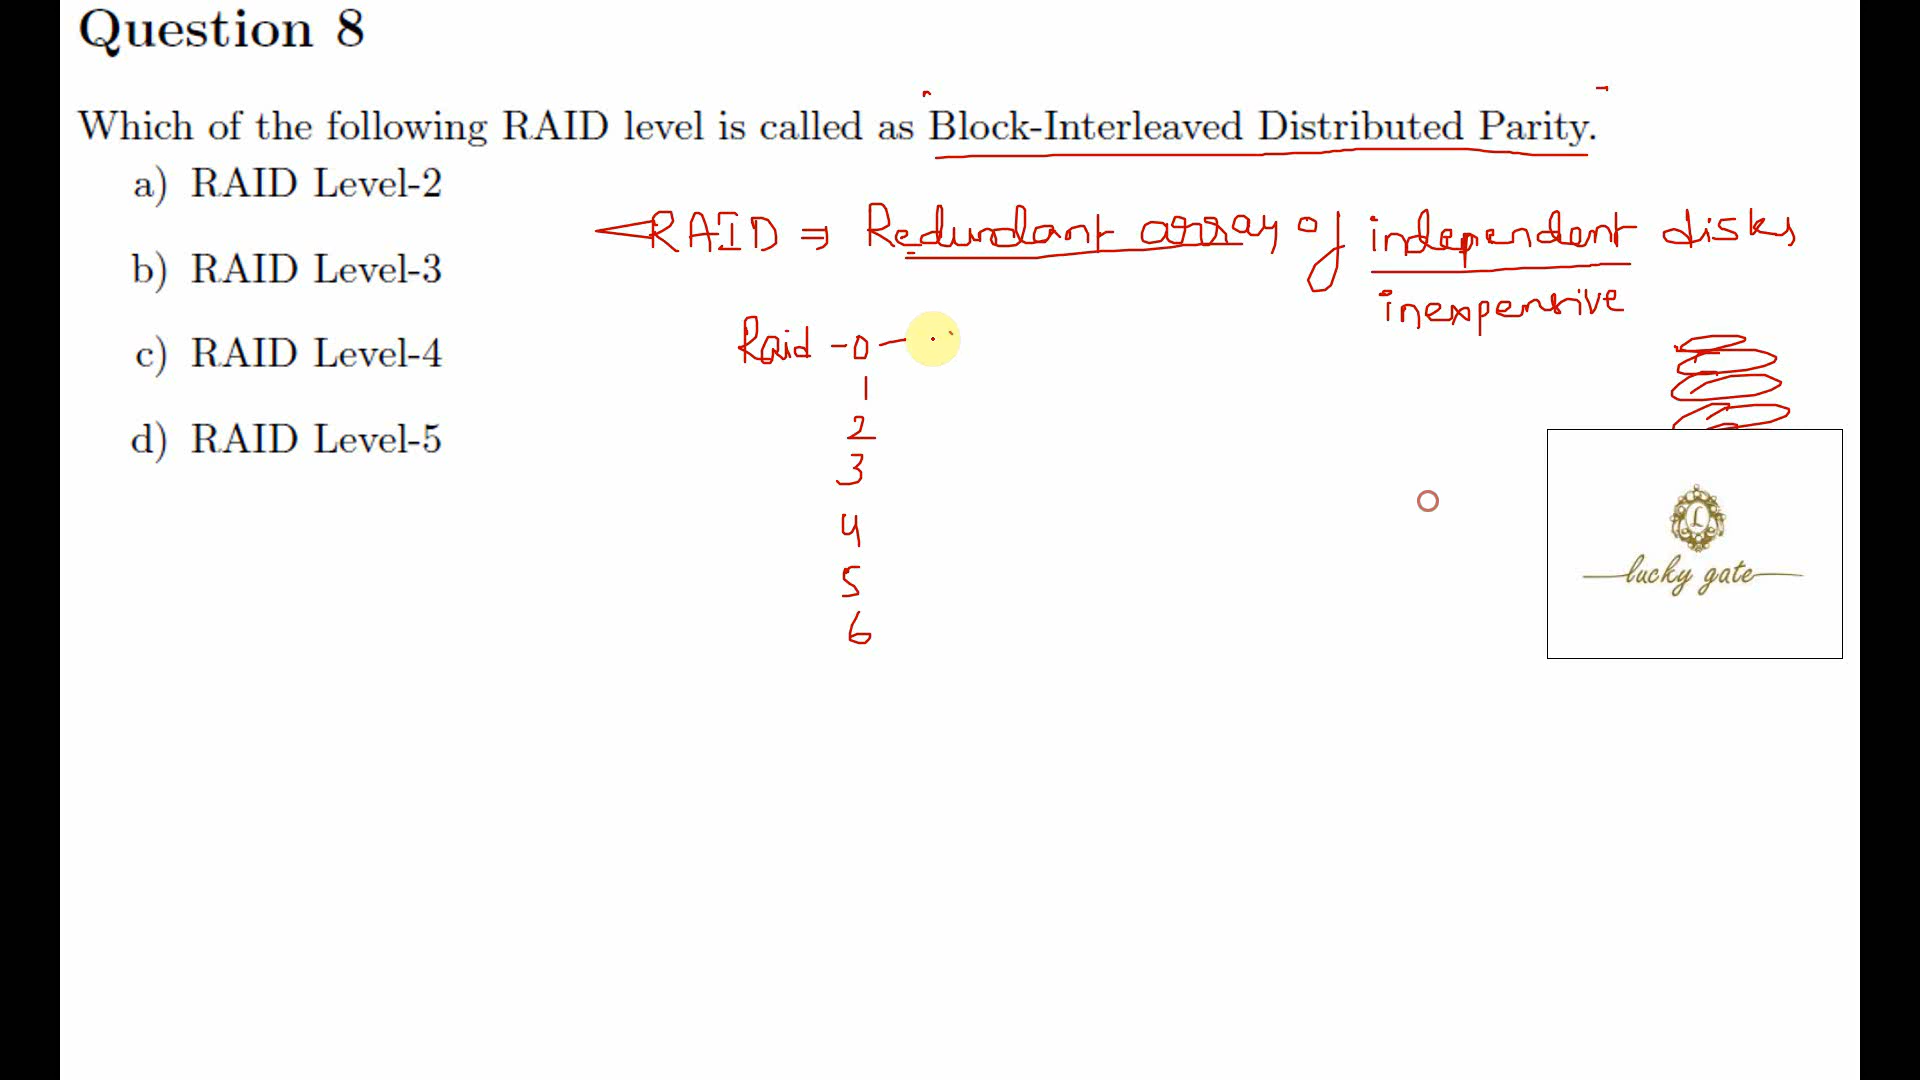 Question 8
Which of the following RAID level is called as Block-Interleaved Distributed Parity.
a) RAID Level-2
RAID ⇒ Redundant array of independent disks
b) RAID Level-3
inexpensive
Raid - 0 -
c) RAID Level-4
1
2
d) RAID Level-5
3
4
5
6
L
lucky gate